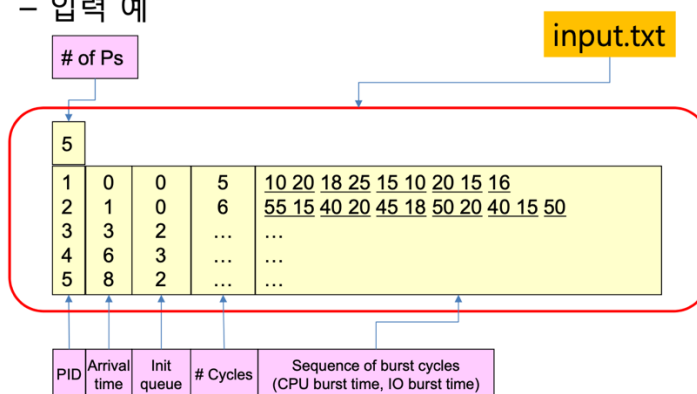 – 입력 예
input.txt
# of Ps
5
1 0 0 5 10 20 18 25 15 10 20 15 16
2 1 0 6 55 15 40 20 45 18 50 20 40 15 50
3 3 2 ... ...
4 6 3 ... ...
5 8 2 ... ...
PID Arrival time Init queue # Cycles Sequence of burst cycles
(CPU burst time, IO burst time)